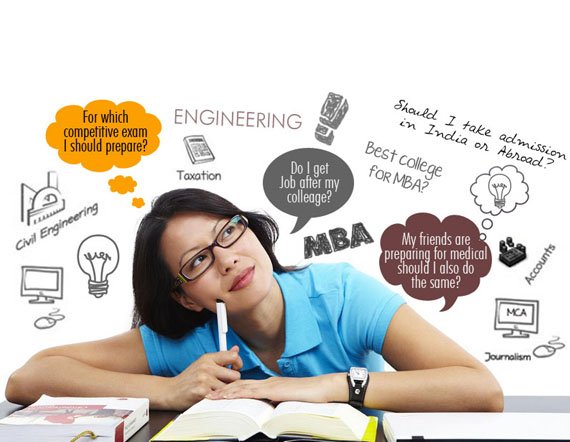 For which
competitive exam
I should prepare?
ENGINEERING
Should I take admission
in India or Abroad?
Taxation
Do I get
Job after my
colleage?
Best college
for MBA?
Civil Engineering
MBA
My friends are
preparing for medical
should I also do
the same?
Accounts
MCA
Journalism